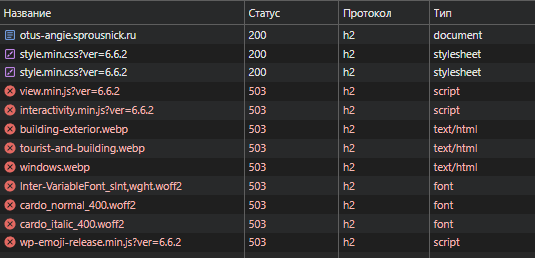 Название Статус Протокол Тип
otus-angie.sprousnick.ru 200 h2 document
style.min.css?ver=6.6.2 200 h2 stylesheet
style.min.css?ver=6.6.2 200 h2 stylesheet
view.min.js?ver=6.6.2 503 h2 script
interactivity.min.js?ver=6.6.2 503 h2 script
building-exterior.webp 503 h2 text/html
tourist-and-building.webp 503 h2 text/html
windows.webp 503 h2 text/html
Inter-VariableFont_slnt,wght.woff2 503 h2 font
cardo_normal_400.woff2 503 h2 font
cardo_italic_400.woff2 503 h2 font
wp-emoji-release.min.js?ver=6.6.2 503 h2 script